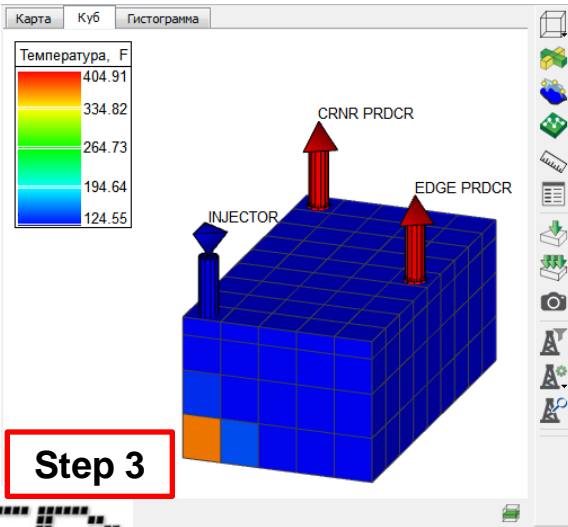 Карта Куб Гистограмма
Температура, F
404.91
334.82
264.73
194.64
124.55
CRNR PRDCR
EDGE PRDCR
INJECTOR
Step 3